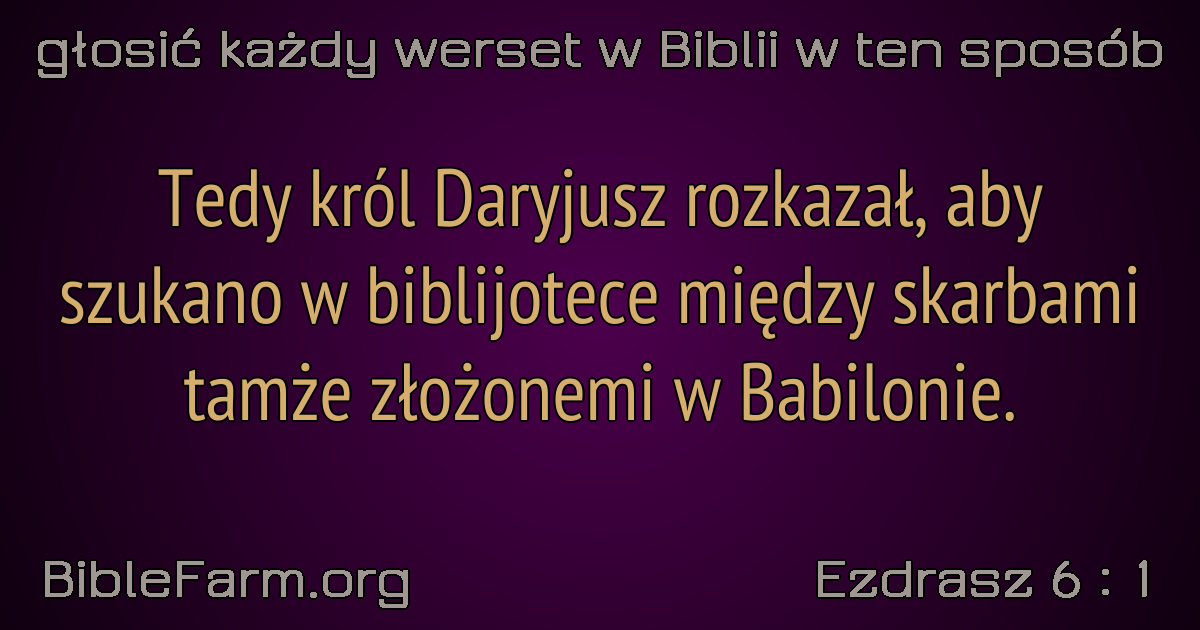 głosić każdy werset w Biblii w ten sposób
Tedy król Daryjusz rozkazał, aby
szukano w biblijotece między skarbami
tamże złożonemi w Babilonie.
BibleFarm.org
Ezdrasz 6 : 1